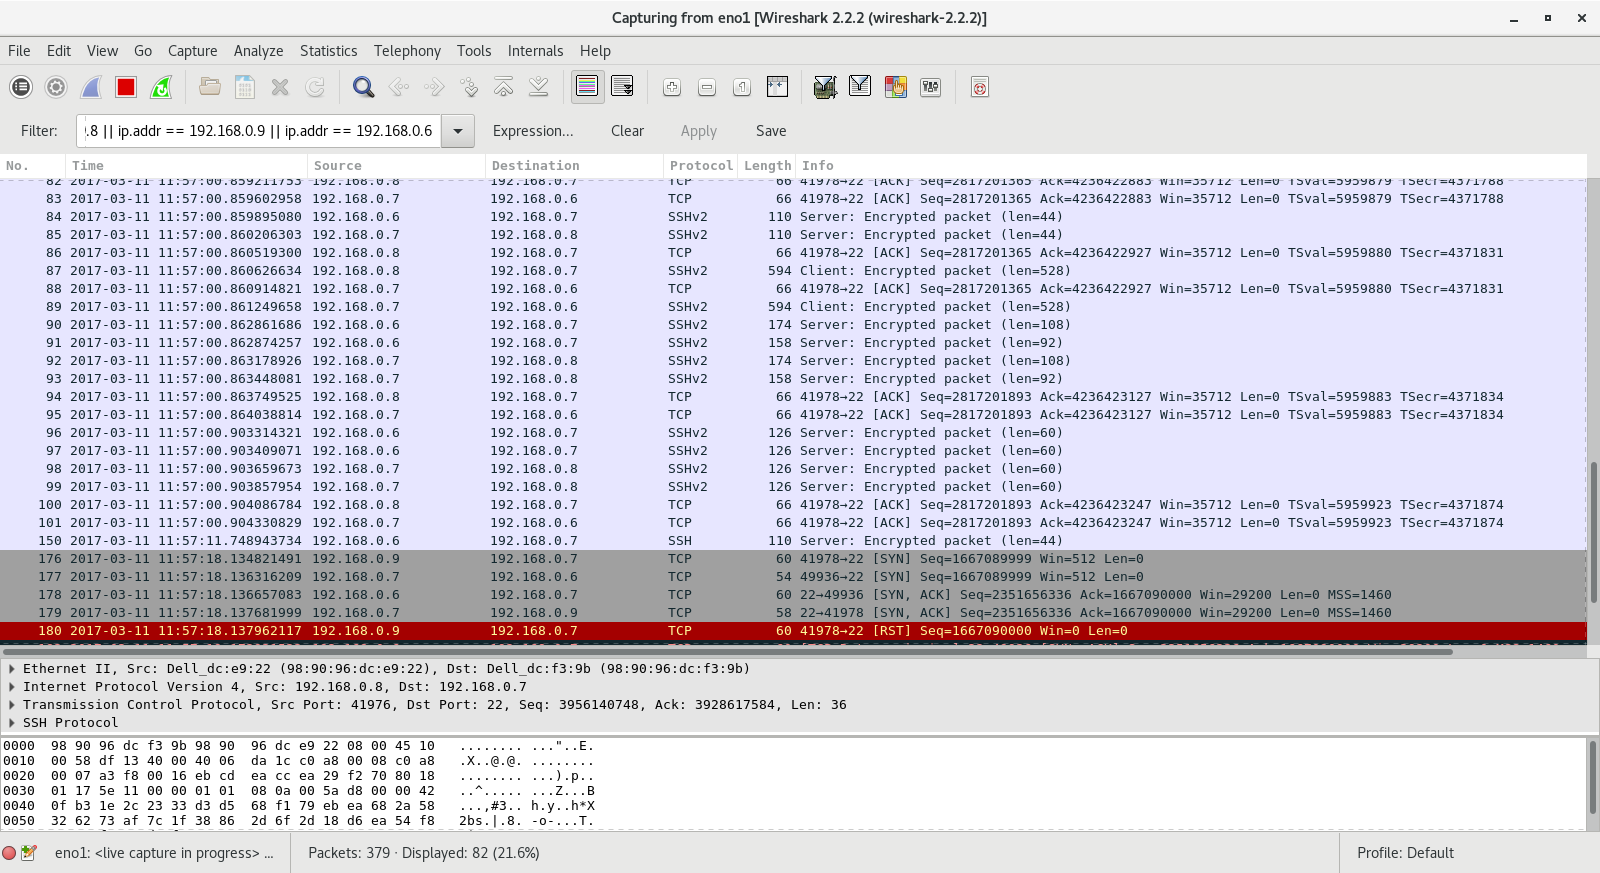 Capturing from eno1 [Wireshark 2.2.2 (wireshark-2.2.2)]
File Edit View Go Capture Analyze Statistics Telephony Tools Internals Help
Filter: .8 || ip.addr == 192.168.0.9 || ip.addr == 192.168.0.6 Expression... Clear Apply Save
No. Time Source Destination Protocol Length Info
82 2017-03-11 11:57:00.859211753 192.168.0.8 192.168.0.7 TCP 66 41978→22 [ACK] Seq=2817201365 Ack=4236422883 Win=35712 Len=0 TSval=5959879 TSecr=4371788
83 2017-03-11 11:57:00.859602958 192.168.0.7 192.168.0.6 TCP 66 41978→22 [ACK] Seq=2817201365 Ack=4236422883 Win=35712 Len=0 TSval=5959879 TSecr=4371788
84 2017-03-11 11:57:00.859895080 192.168.0.6 192.168.0.7 SSHv2 110 Server: Encrypted packet (len=44)
85 2017-03-11 11:57:00.860206303 192.168.0.7 192.168.0.8 SSHv2 110 Server: Encrypted packet (len=44)
86 2017-03-11 11:57:00.860519300 192.168.0.8 192.168.0.7 TCP 66 41978→22 [ACK] Seq=2817201365 Ack=4236422927 Win=35712 Len=0 TSval=5959880 TSecr=4371831
87 2017-03-11 11:57:00.860626634 192.168.0.8 192.168.0.7 SSHv2 594 Client: Encrypted packet (len=528)
88 2017-03-11 11:57:00.860914821 192.168.0.7 192.168.0.6 TCP 66 41978→22 [ACK] Seq=2817201365 Ack=4236422927 Win=35712 Len=0 TSval=5959880 TSecr=4371831
89 2017-03-11 11:57:00.861249658 192.168.0.7 192.168.0.6 SSHv2 594 Client: Encrypted packet (len=528)
90 2017-03-11 11:57:00.862861686 192.168.0.6 192.168.0.7 SSHv2 174 Server: Encrypted packet (len=108)
91 2017-03-11 11:57:00.862874257 192.168.0.6 192.168.0.7 SSHv2 158 Server: Encrypted packet (len=92)
92 2017-03-11 11:57:00.863178926 192.168.0.7 192.168.0.8 SSHv2 174 Server: Encrypted packet (len=108)
93 2017-03-11 11:57:00.863448081 192.168.0.7 192.168.0.8 SSHv2 158 Server: Encrypted packet (len=92)
94 2017-03-11 11:57:00.863749525 192.168.0.8 192.168.0.7 TCP 66 41978→22 [ACK] Seq=2817201893 Ack=4236423127 Win=35712 Len=0 TSval=5959883 TSecr=4371834
95 2017-03-11 11:57:00.864038814 192.168.0.7 192.168.0.6 TCP 66 41978→22 [ACK] Seq=2817201893 Ack=4236423127 Win=35712 Len=0 TSval=5959883 TSecr=4371834
96 2017-03-11 11:57:00.903314321 192.168.0.6 192.168.0.7 SSHv2 126 Server: Encrypted packet (len=60)
97 2017-03-11 11:57:00.903409071 192.168.0.6 192.168.0.7 SSHv2 126 Server: Encrypted packet (len=60)
98 2017-03-11 11:57:00.903659673 192.168.0.7 192.168.0.8 SSHv2 126 Server: Encrypted packet (len=60)
99 2017-03-11 11:57:00.903857954 192.168.0.7 192.168.0.8 SSHv2 126 Server: Encrypted packet (len=60)
100 2017-03-11 11:57:00.904086784 192.168.0.8 192.168.0.7 TCP 66 41978→22 [ACK] Seq=2817201893 Ack=4236423247 Win=35712 Len=0 TSval=5959923 TSecr=4371874
101 2017-03-11 11:57:00.904330829 192.168.0.7 192.168.0.6 TCP 66 41978→22 [ACK] Seq=2817201893 Ack=4236423247 Win=35712 Len=0 TSval=5959923 TSecr=4371874
150 2017-03-11 11:57:11.748943734 192.168.0.6 192.168.0.7 SSH 110 Server: Encrypted packet (len=44)
176 2017-03-11 11:57:18.134821491 192.168.0.9 192.168.0.7 TCP 60 41978→22 [SYN] Seq=1667089999 Win=512 Len=0
177 2017-03-11 11:57:18.136316209 192.168.0.7 192.168.0.6 TCP 54 49936→22 [SYN] Seq=1667089999 Win=512 Len=0
178 2017-03-11 11:57:18.136657083 192.168.0.6 192.168.0.7 TCP 60 22→49936 [SYN, ACK] Seq=2351656336 Ack=1667090000 Win=29200 Len=0 MSS=1460
179 2017-03-11 11:57:18.137681999 192.168.0.7 192.168.0.9 TCP 58 22→41978 [SYN, ACK] Seq=2351656336 Ack=1667090000 Win=29200 Len=0 MSS=1460
180 2017-03-11 11:57:18.137962117 192.168.0.9 192.168.0.7 TCP 60 41978→22 [RST] Seq=1667090000 Win=0 Len=0
Ethernet II, Src: Dell_dc:e9:22 (98:90:96:dc:e9:22), Dst: Dell_dc:f3:9b (98:90:96:dc:f3:9b)
Internet Protocol Version 4, Src: 192.168.0.8, Dst: 192.168.0.7
Transmission Control Protocol, Src Port: 41976, Dst Port: 22, Seq: 3956140748, Ack: 3928617584, Len: 36
SSH Protocol
0000 98 90 96 dc f3 9b 98 90 96 dc e9 22 08 00 45 10 ........ ..."..E.
0010 00 58 df 13 40 00 40 06 da 1c c0 a8 00 08 c0 a8 .X..@.@. ........
0020 00 07 a3 f8 00 16 eb cd ea cc ea 29 f2 70 80 18 ........ ...).p..
0030 01 17 5e 11 00 00 01 01 08 0a 00 5a d8 00 00 42 ..^..... ...Z...B
0040 0f b3 1e 2c 23 33 d3 d5 68 f1 79 eb ea 68 2a 58 ...,#3.. h.y..h*X
0050 32 62 73 af 7c 1f 38 86 2d 6f 2d 18 d6 ea 54 f8 2bs.|.8. -o-...T.
eno1: <live capture in progress> ... Packets: 379 · Displayed: 82 (21.6%) Profile: Default